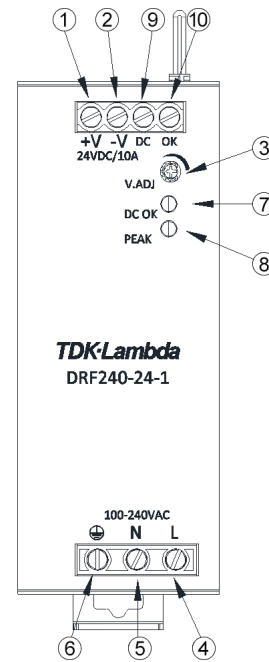 ① ② ⑨ ⑩
+V -V DC OK
24VDC/10A
③
V.ADJ
⑦
DC OK
PEAK
⑧
TDK·Lambda
DRF240-24-1
100-240VAC
⏚ N L
⑥ ⑤ ④